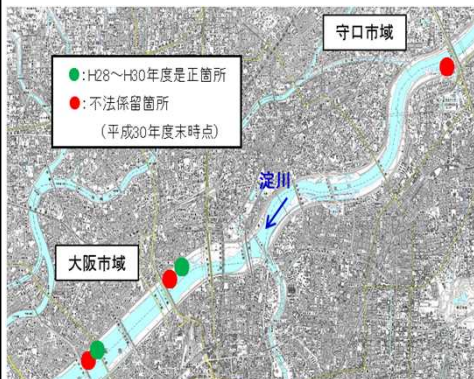 守口市域
●:H28～H30年度是正箇所
●:不法係留箇所
(平成30年度末時点)
淀川
大阪市域